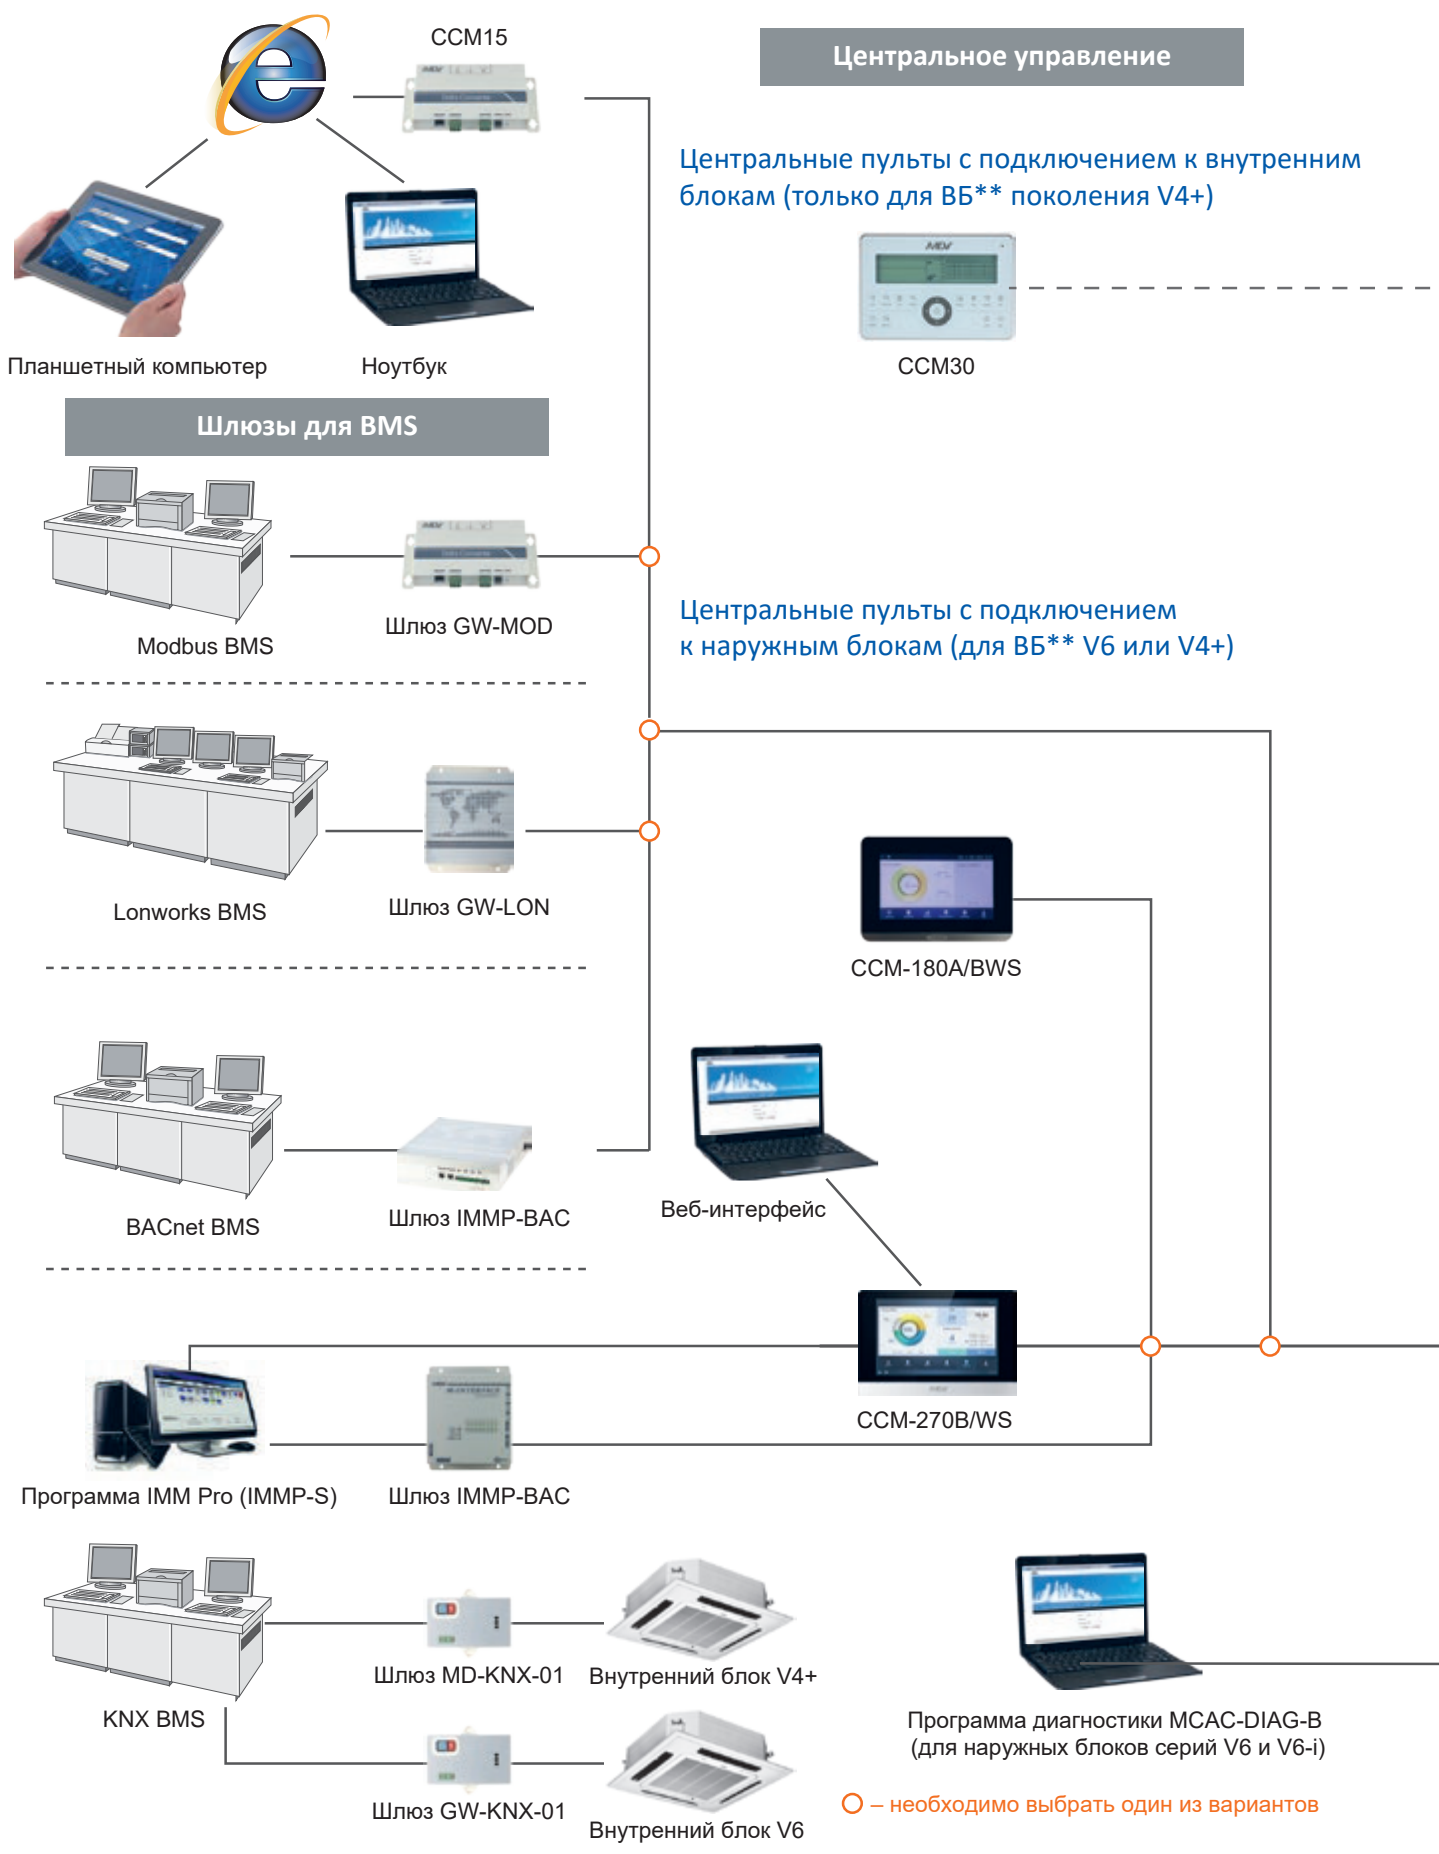 CCM15
Центральное управление
Центральные пульты с подключением к внутренним
блокам (только для ВБ** поколения V4+)
MDV
CCM30
Планшетный компьютер
Ноутбук
Шлюзы для BMS
MDV
Шлюз GW-MOD
Modbus BMS
Центральные пульты с подключением
к наружным блокам (для ВБ** V6 или V4+)
Lonworks BMS
Шлюз GW-LON
CCM-180A/BWS
BACnet BMS
Шлюз IMMP-BAC
Веб-интерфейс
CCM-270B/WS
Программа IMM Pro (IMMP-S)
Шлюз IMMP-BAC
Шлюз MD-KNX-01
Внутренний блок V4+
KNX BMS
Программа диагностики MCAC-DIAG-B
(для наружных блоков серий V6 и V6-i)
Шлюз GW-KNX-01
Внутренний блок V6
– необходимо выбрать один из вариантов